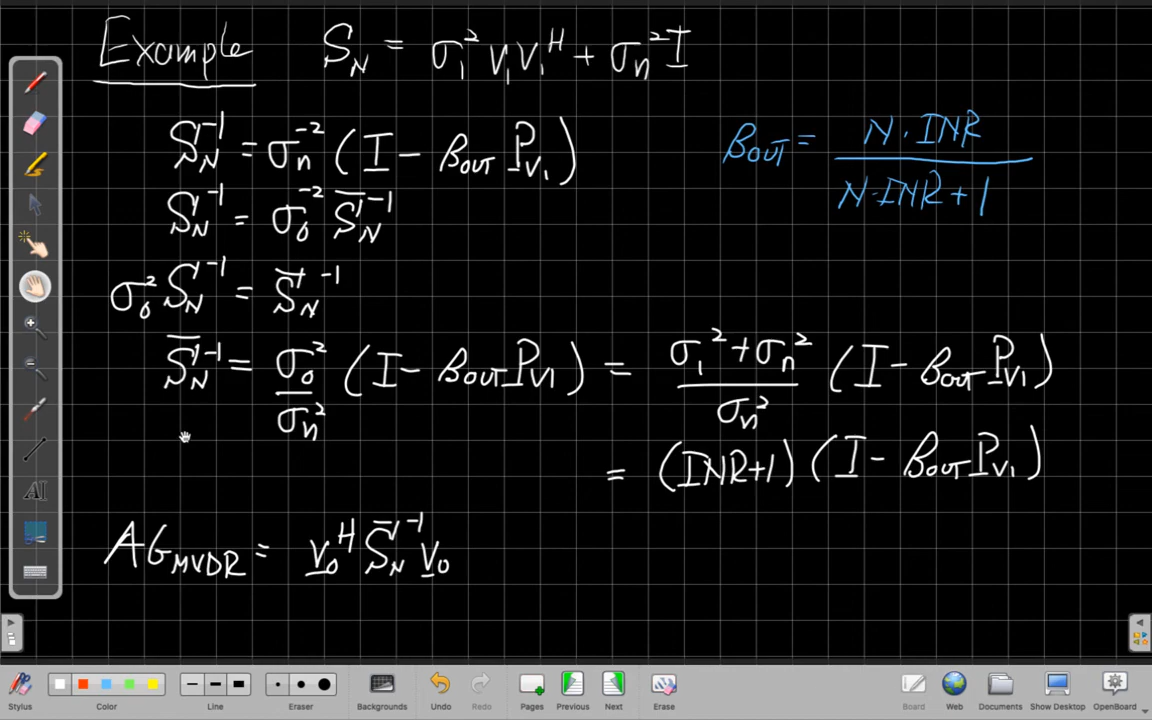 Example S_N = σ_1^2 v_1 v_1^H + σ_n^2 I
S_N^{-1} = σ_n^{-2} (I - β_OUT P_{V_1})
β_OUT = N·INR / (N·INR + 1)
S_N^{-1} = σ_0^{-2} S̄_N^{-1}
σ_0^2 S_N^{-1} = S̄_N^{-1}
S̄_N^{-1} = σ_0^2 / σ_n^2 (I - β_OUT P_{V1}) = (σ_1^2 + σ_n^2) / σ_n^2 (I - β_OUT P_{V_1})
= (INR+1) (I - β_OUT P_{V_1})
AG_MVDR = v_0^H S̄_N^{-1} v_0
AI
Stylus Color Line Eraser Backgrounds Undo Redo Pages Previous Next Erase Board Web Documents Show Desktop OpenBoard